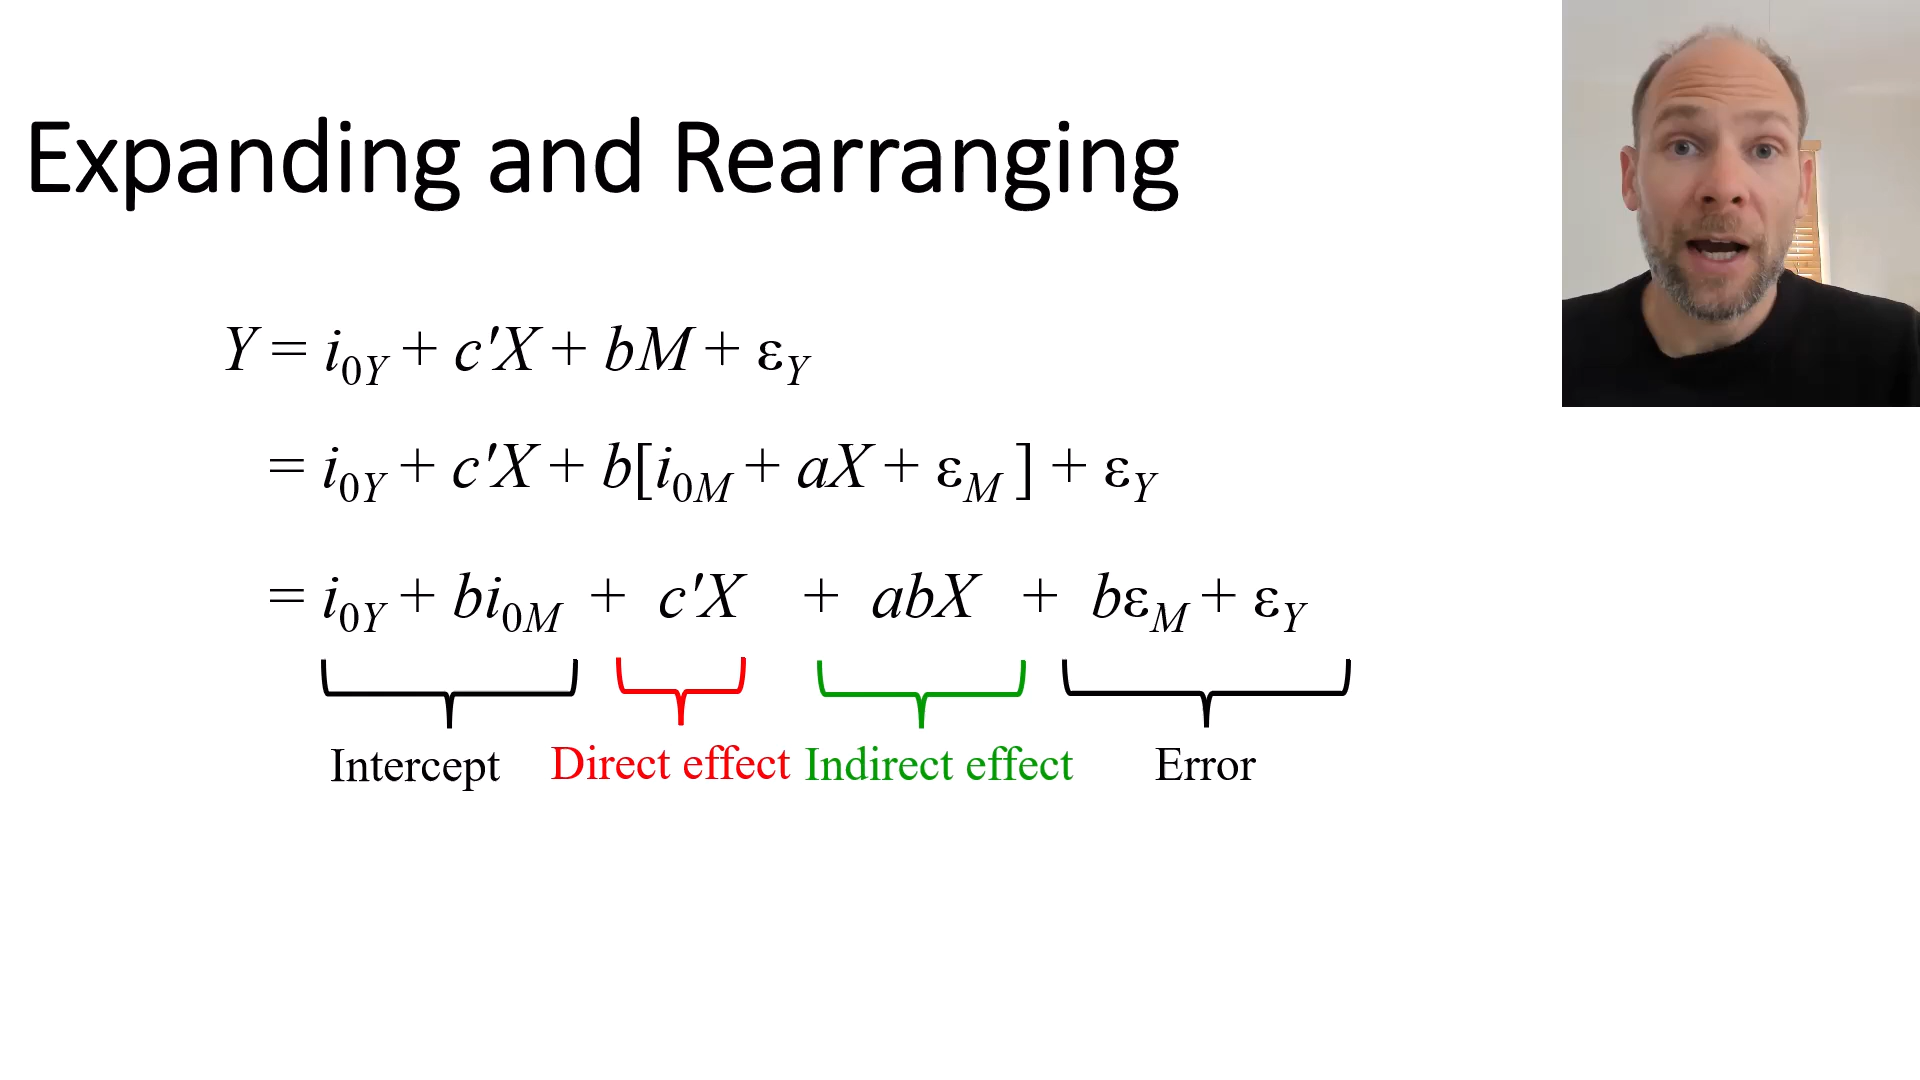 Expanding and Rearranging
Y = i₀Y + c'X + bM + εY
= i₀Y + c'X + b[i₀M + aX + εM ] + εY
= i₀Y + bi₀M + c'X + abX + bεM + εY
Intercept Direct effect Indirect effect Error